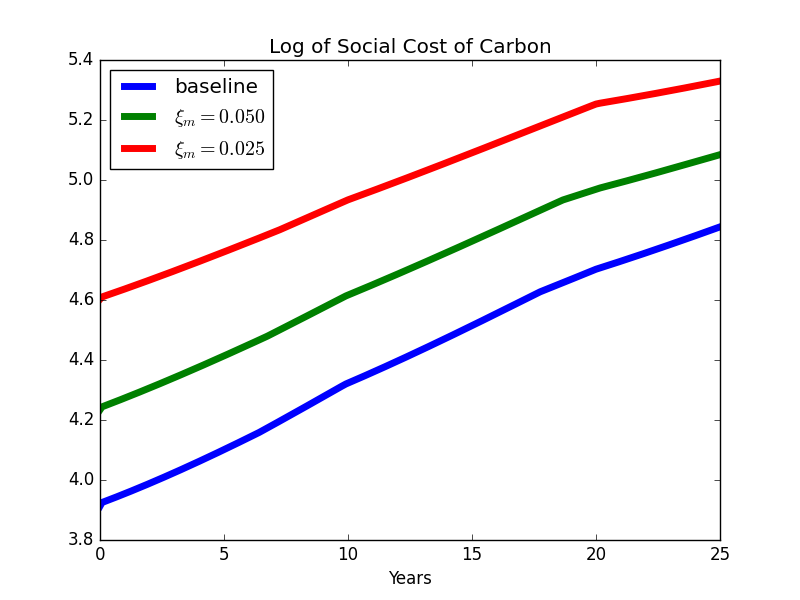 Log of Social Cost of Carbon
5.4
5.2
5.0
4.8
4.6
4.4
4.2
4.0
3.8
baseline
ξₘ = 0.050
ξₘ = 0.025
0 5 10 15 20 25
Years